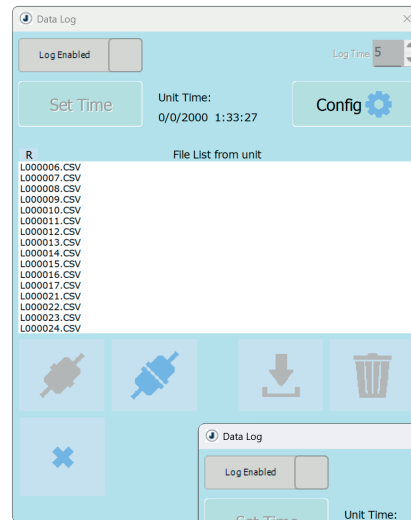 Data Log
Log Enabled
Log Time 5
Set Time
Unit Time:
0/0/2000 1:33:27
Config
R
File List from unit
L000006.CSV
L000007.CSV
L000008.CSV
L000009.CSV
L000010.CSV
L000011.CSV
L000012.CSV
L000013.CSV
L000014.CSV
L000015.CSV
L000016.CSV
L000017.CSV
L000021.CSV
L000022.CSV
L000023.CSV
L000024.CSV
Data Log
Log Enabled
Set Time
Unit Time: